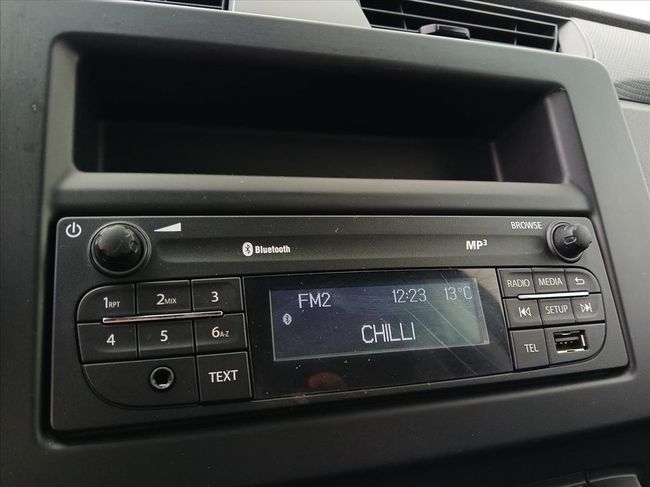 BROWSE
Bluetooth MP3
1RPT 2MIX 3
4 5 6A-Z
TEXT
FM2 12:23 13°C
CHILLI
RADIO MEDIA
SETUP
TEL